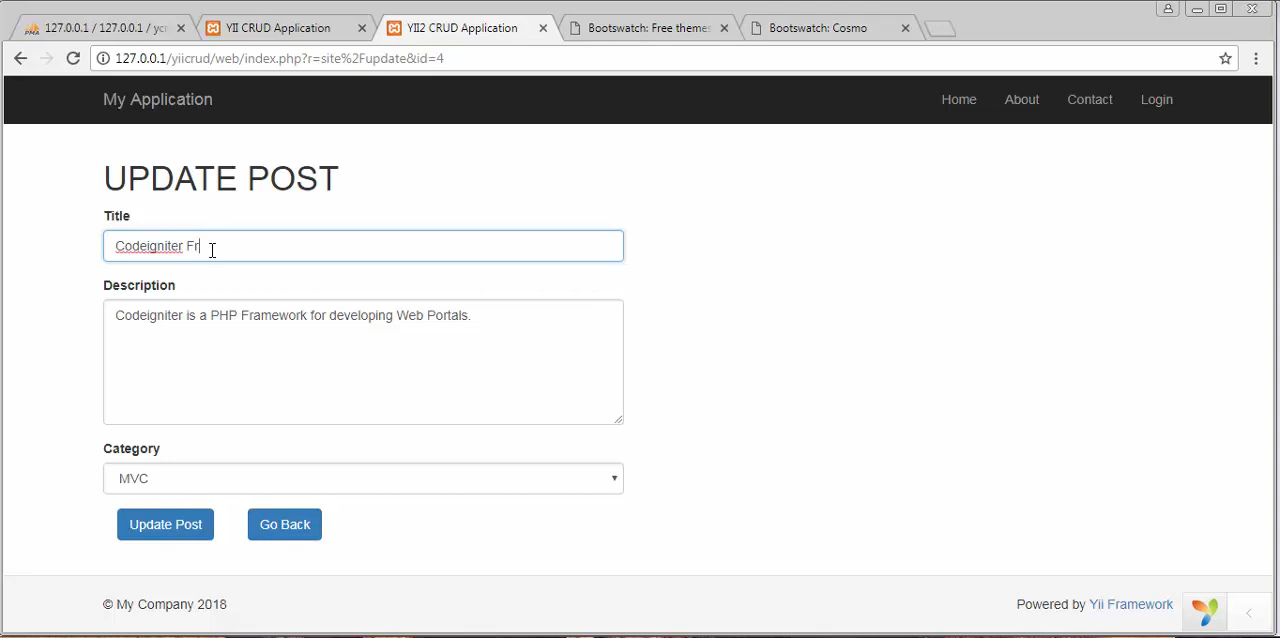 127.0.0.1 / 127.0.0.1 / ycr
YII CRUD Application
YII2 CRUD Application
Bootswatch: Free themes
Bootswatch: Cosmo
127.0.0.1/yiicrud/web/index.php?r=site%2Fupdate&id=4
My Application
Home
About
Contact
Login
UPDATE POST
Title
Codeigniter Fr
Description
Codeigniter is a PHP Framework for developing Web Portals.
Category
MVC
Update Post
Go Back
© My Company 2018
Powered by Yii Framework